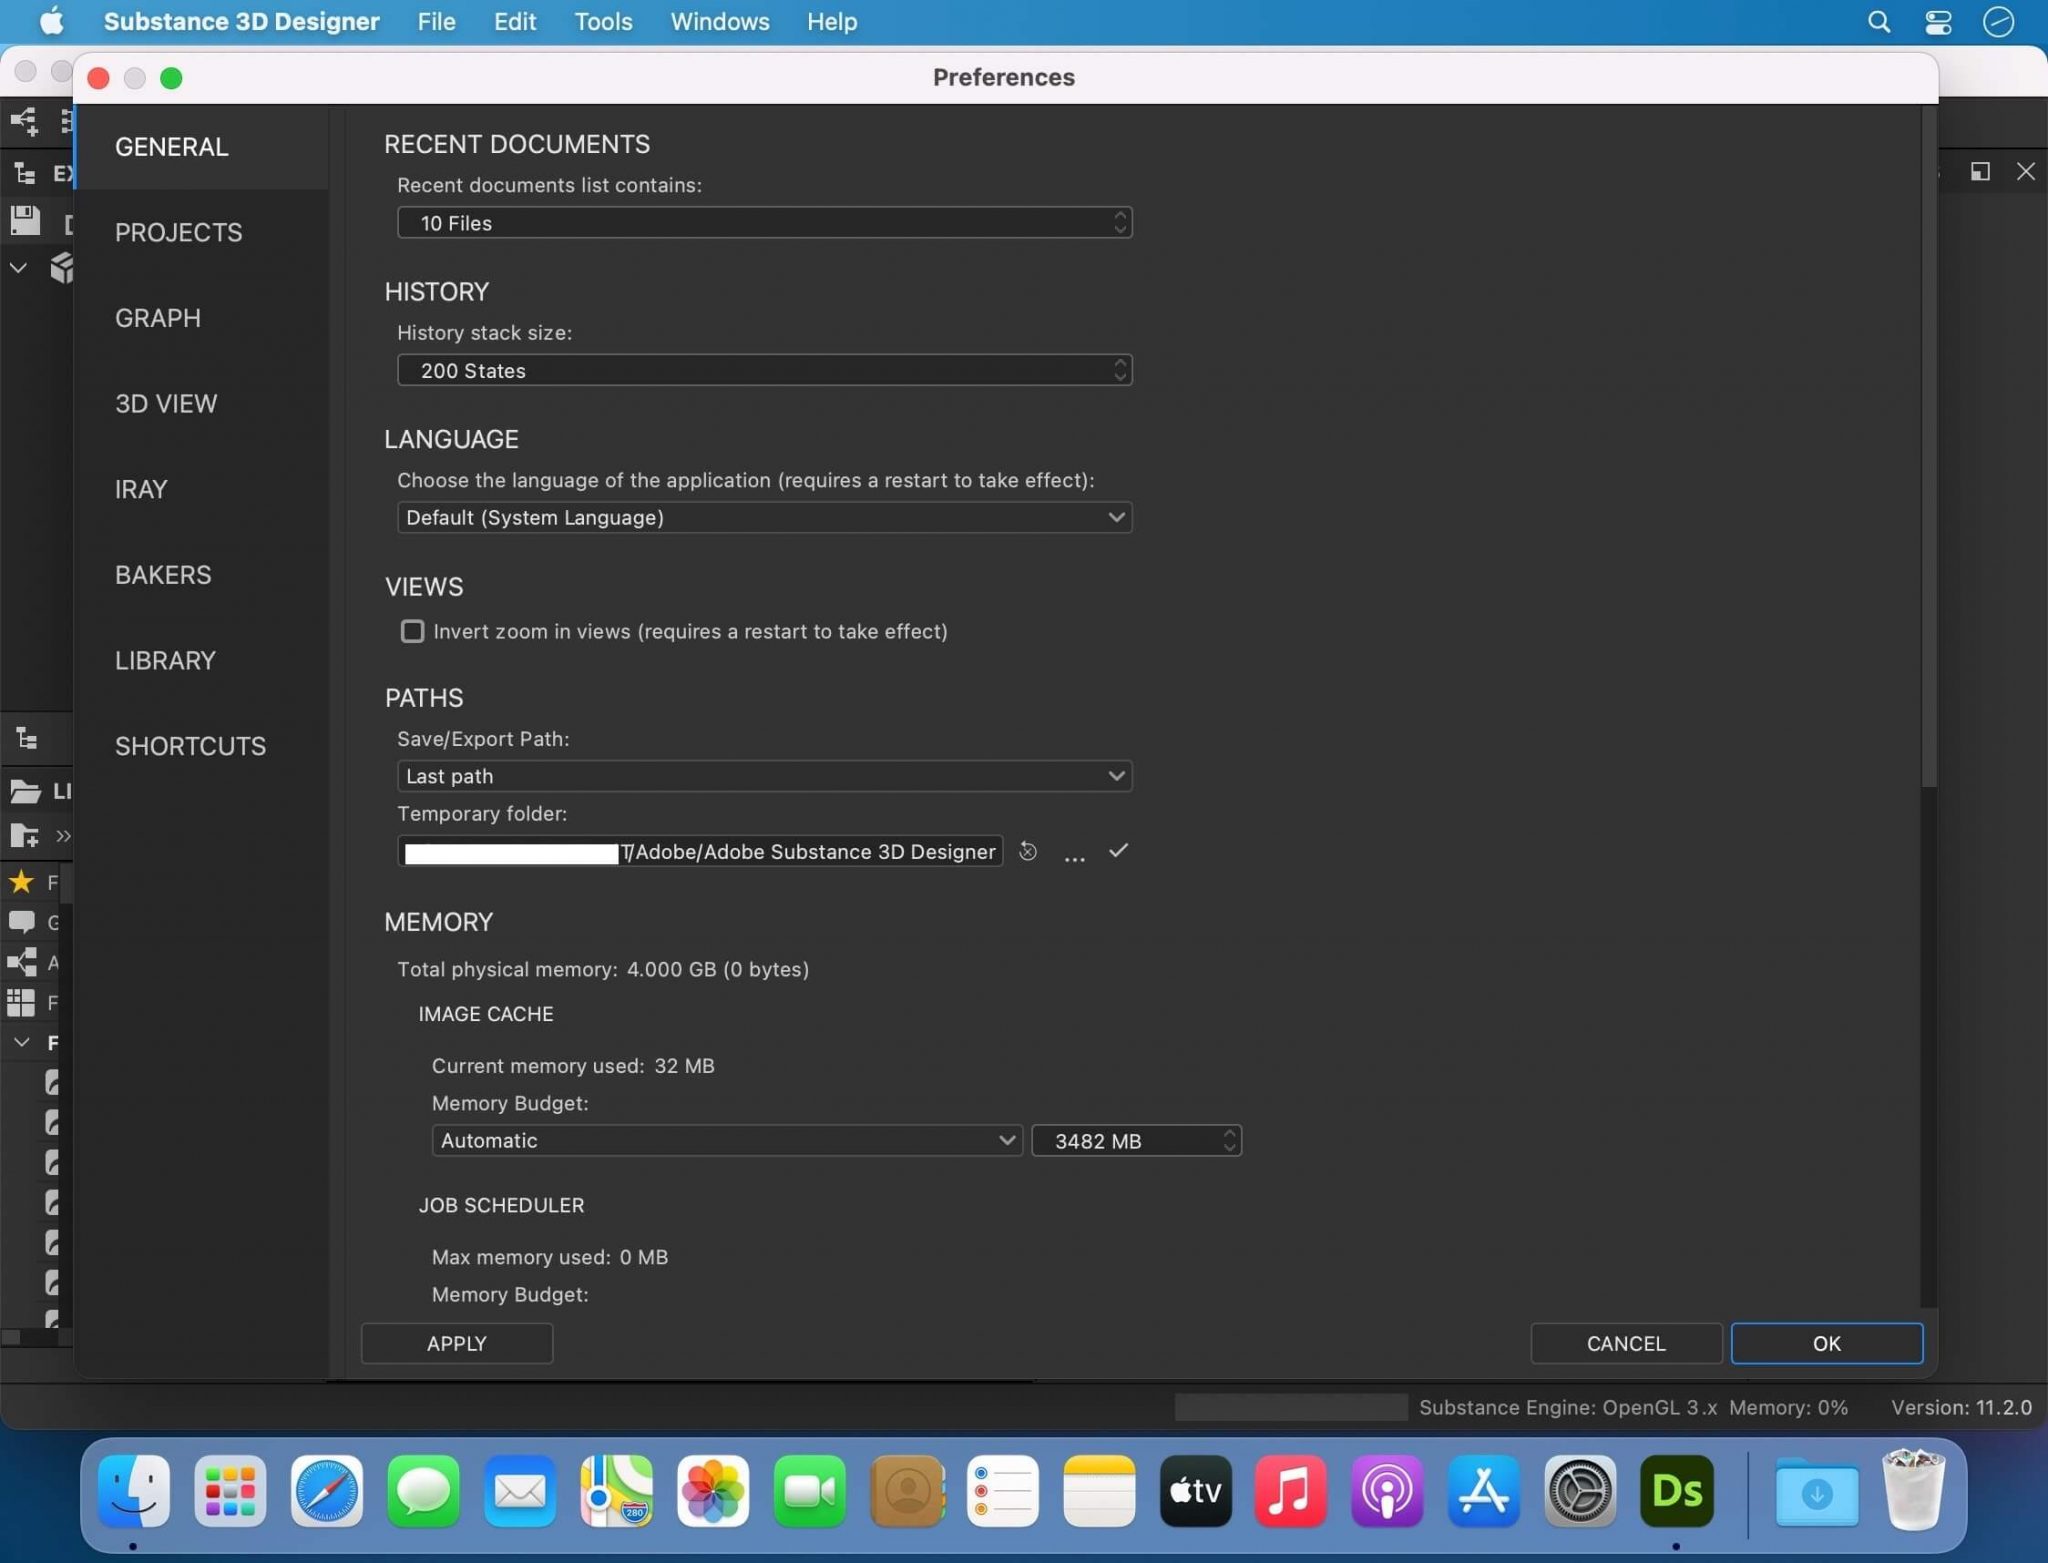 Substance 3D Designer File Edit Tools Windows Help
Preferences
GENERAL
PROJECTS
GRAPH
3D VIEW
IRAY
BAKERS
LIBRARY
SHORTCUTS
RECENT DOCUMENTS
Recent documents list contains:
10 Files
HISTORY
History stack size:
200 States
LANGUAGE
Choose the language of the application (requires a restart to take effect):
Default (System Language)
VIEWS
Invert zoom in views (requires a restart to take effect)
PATHS
Save/Export Path:
Last path
Temporary folder:
T/Adobe/Adobe Substance 3D Designer
...
MEMORY
Total physical memory: 4.000 GB (0 bytes)
IMAGE CACHE
Current memory used: 32 MB
Memory Budget:
Automatic 3482 MB
JOB SCHEDULER
Max memory used: 0 MB
Memory Budget:
APPLY CANCEL OK
Substance Engine: OpenGL 3.x Memory: 0% Version: 11.2.0
280
tv
Ds